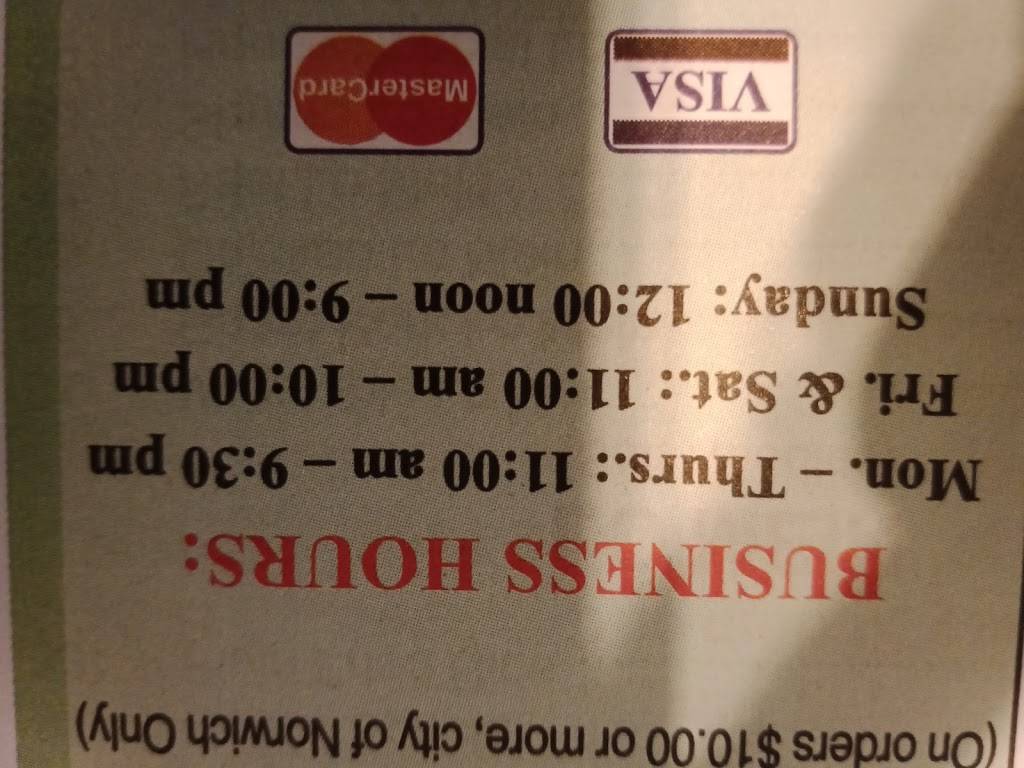 (On orders $10.00 or more, city of Norwich Only)
BUSINESS HOURS:
Mon. – Thurs.: 11:00 am – 9:30 pm
Fri. & Sat.: 11:00 am – 10:00 pm
Sunday: 12:00 noon – 9:00 pm
VISA MasterCard